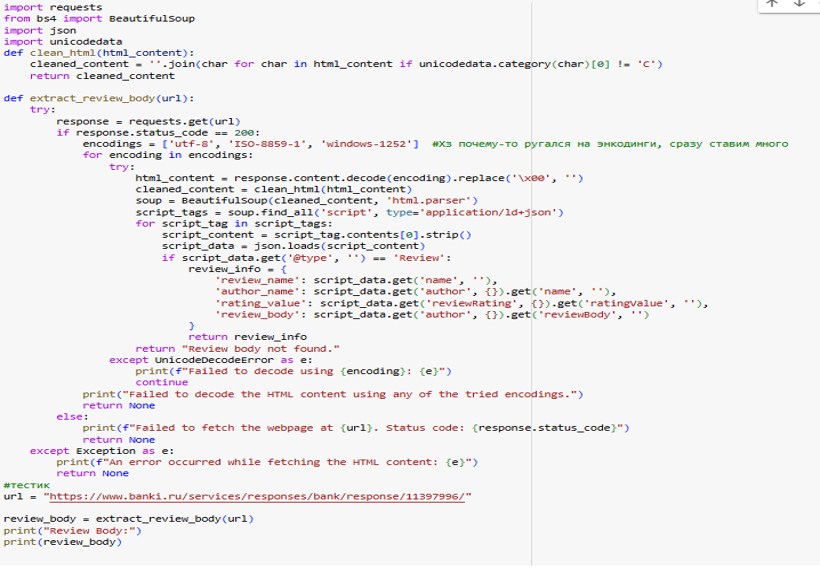 import requests
from bs4 import BeautifulSoup
import json
import unicodedata
def clean_html(html_content):
    cleaned_content = ''.join(char for char in html_content if unicodedata.category(char)[0] != 'C')
    return cleaned_content

def extract_review_body(url):
    try:
        response = requests.get(url)
        if response.status_code == 200:
            encodings = ['utf-8', 'ISO-8859-1', 'windows-1252']  #Хз почему-то ругался на энкодинги, сразу ставим много
            for encoding in encodings:
                try:
                    html_content = response.content.decode(encoding).replace('\x00', '')
                    cleaned_content = clean_html(html_content)
                    soup = BeautifulSoup(cleaned_content, 'html.parser')
                    script_tags = soup.find_all('script', type='application/ld+json')
                    for script_tag in script_tags:
                        script_content = script_tag.contents[0].strip()
                        script_data = json.loads(script_content)
                        if script_data.get('@type', '') == 'Review':
                            review_info = {
                                'review_name': script_data.get('name', ''),
                                'author_name': script_data.get('author', {}).get('name', ''),
                                'rating_value': script_data.get('reviewRating', {}).get('ratingValue', ''),
                                'review_body': script_data.get('author', {}).get('reviewBody', '')
                            }
                            return review_info
                    return "Review body not found."
                except UnicodeDecodeError as e:
                    print(f"Failed to decode using {encoding}: {e}")
                    continue
            print("Failed to decode the HTML content using any of the tried encodings.")
            return None
        else:
            print(f"Failed to fetch the webpage at {url}. Status code: {response.status_code}")
            return None
    except Exception as e:
        print(f"An error occurred while fetching the HTML content: {e}")
        return None
#тестик
url = "https://www.banki.ru/services/responses/bank/response/11397996/"

review_body = extract_review_body(url)
print("Review Body:")
print(review_body)